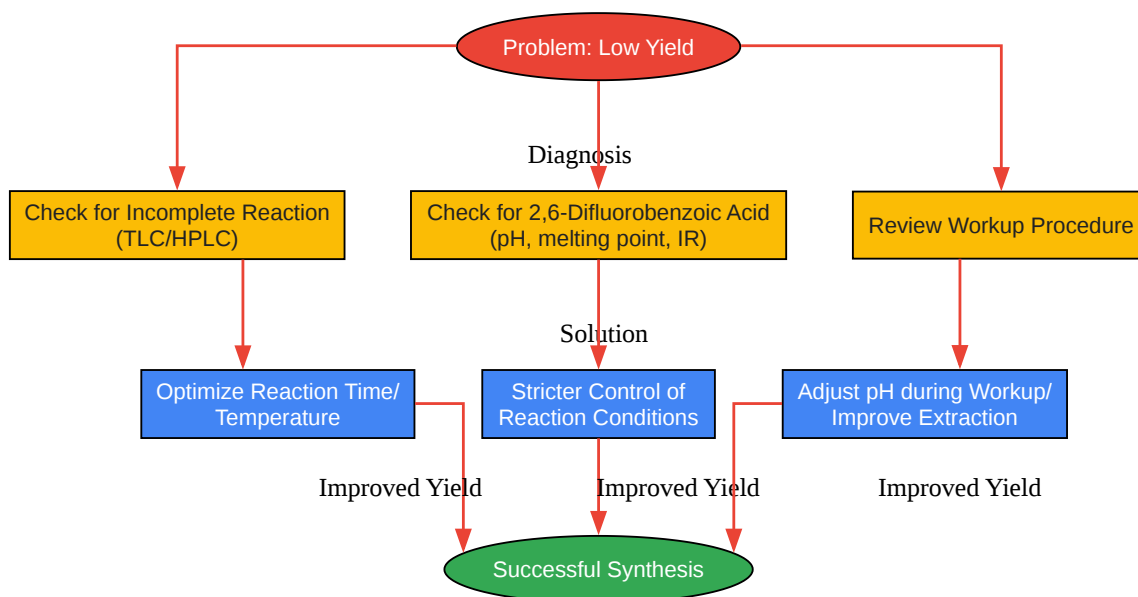 Problem: Low Yield
Diagnosis
Check for Incomplete Reaction
(TLC/HPLC)
Check for 2,6-Difluorobenzoic Acid
(pH, melting point, IR)
Review Workup Procedure
Solution
Optimize Reaction Time/
Temperature
Stricter Control of
Reaction Conditions
Adjust pH during Workup/
Improve Extraction
Improved Yield
Improved Yield
Improved Yield
Successful Synthesis